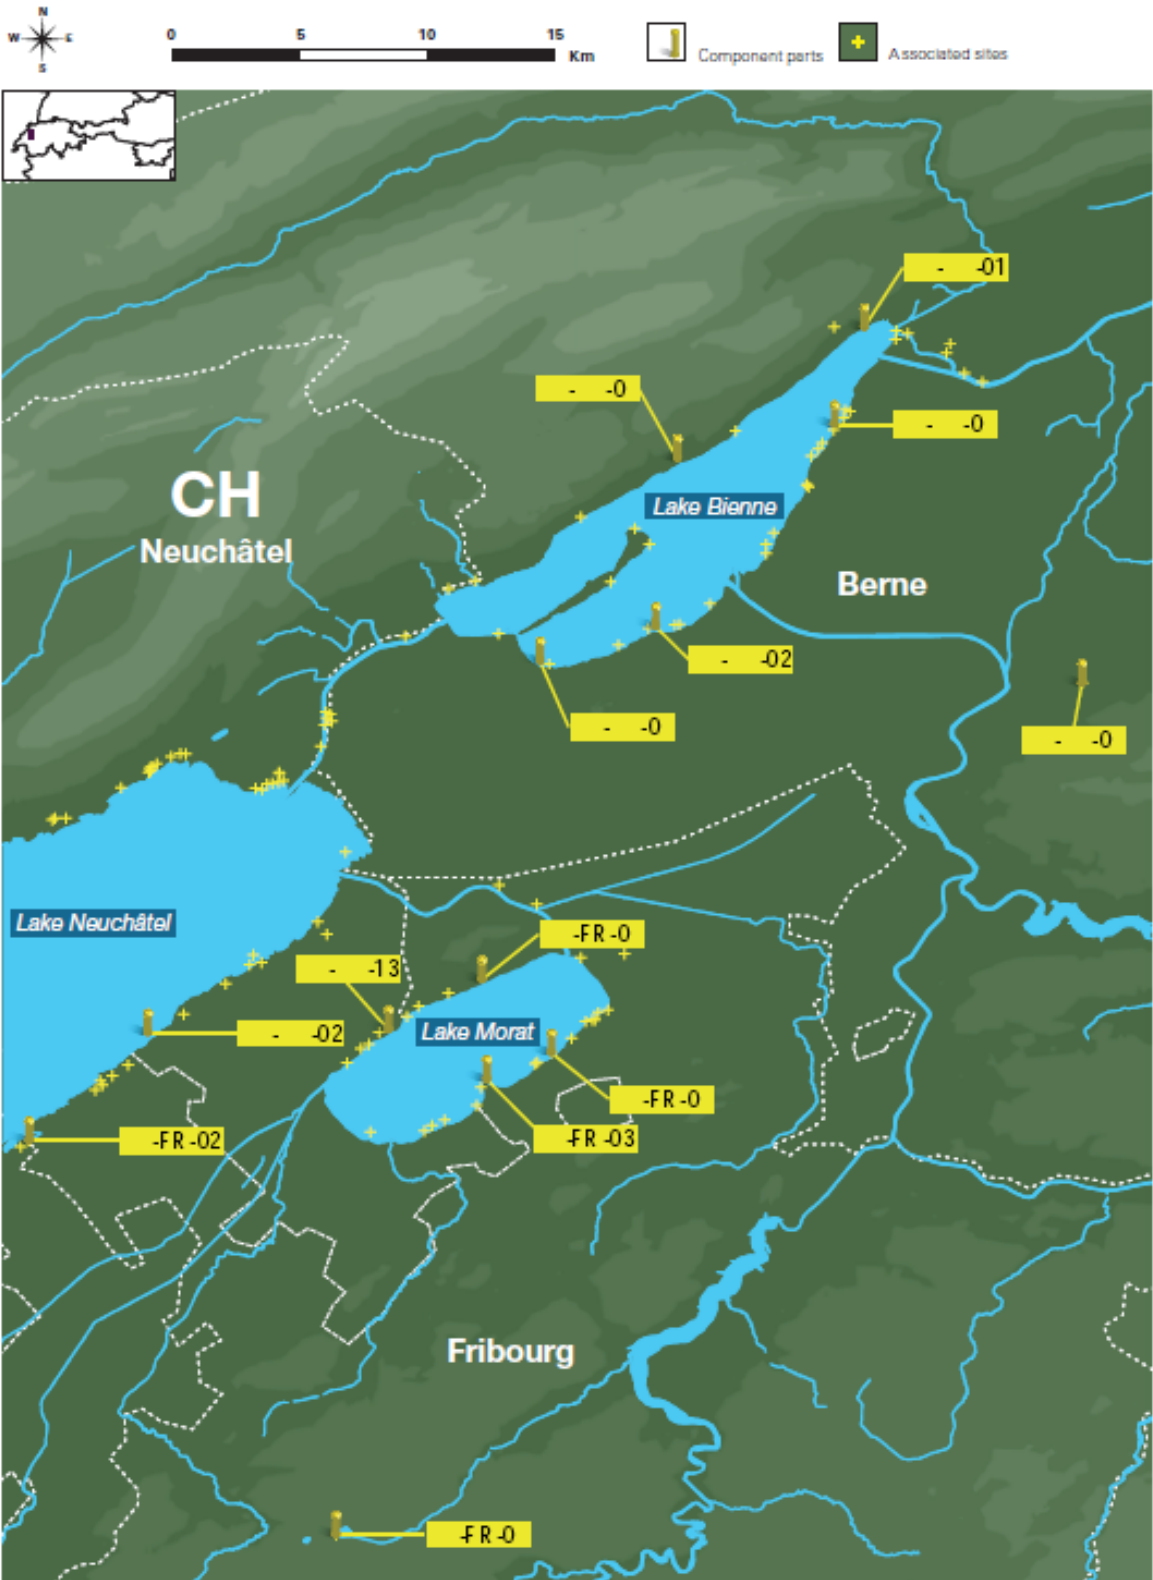 N
W E
S
0 5 10 15
Km
Component parts
Associated sites
- -01
- -0
- -0
CH
Neuchâtel
Lake Bienne
Berne
- -02
- -0
- -0
Lake Neuchâtel
-FR -0
- -13
Lake Morat
- -02
-FR -0
-FR -03
-FR -02
Fribourg
-FR -0